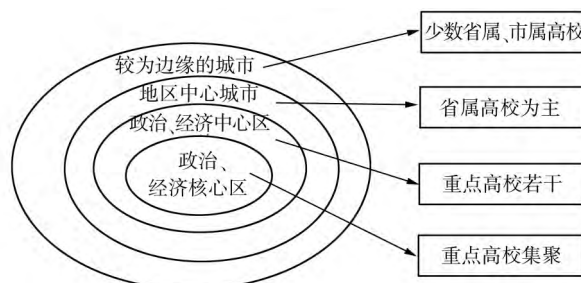 少数省属、市属高校
较为边缘的城市
地区中心城市
省属高校为主
政治、经济中心区
政治、
经济核心区
重点高校若干
重点高校集聚